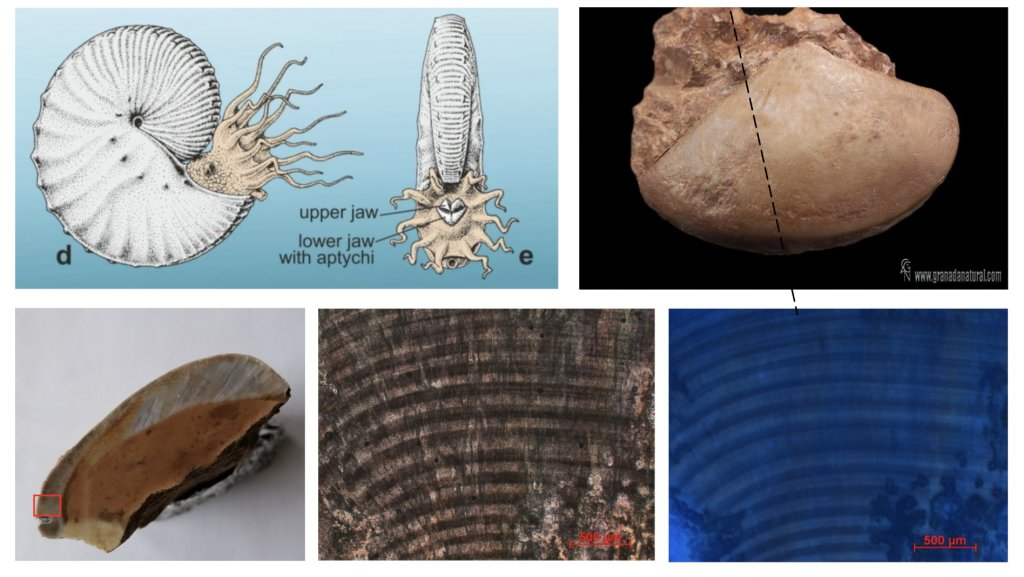 upper jaw
lower jaw
with aptychi
d
e
www.granadanatural.com
500 µm
500 µm